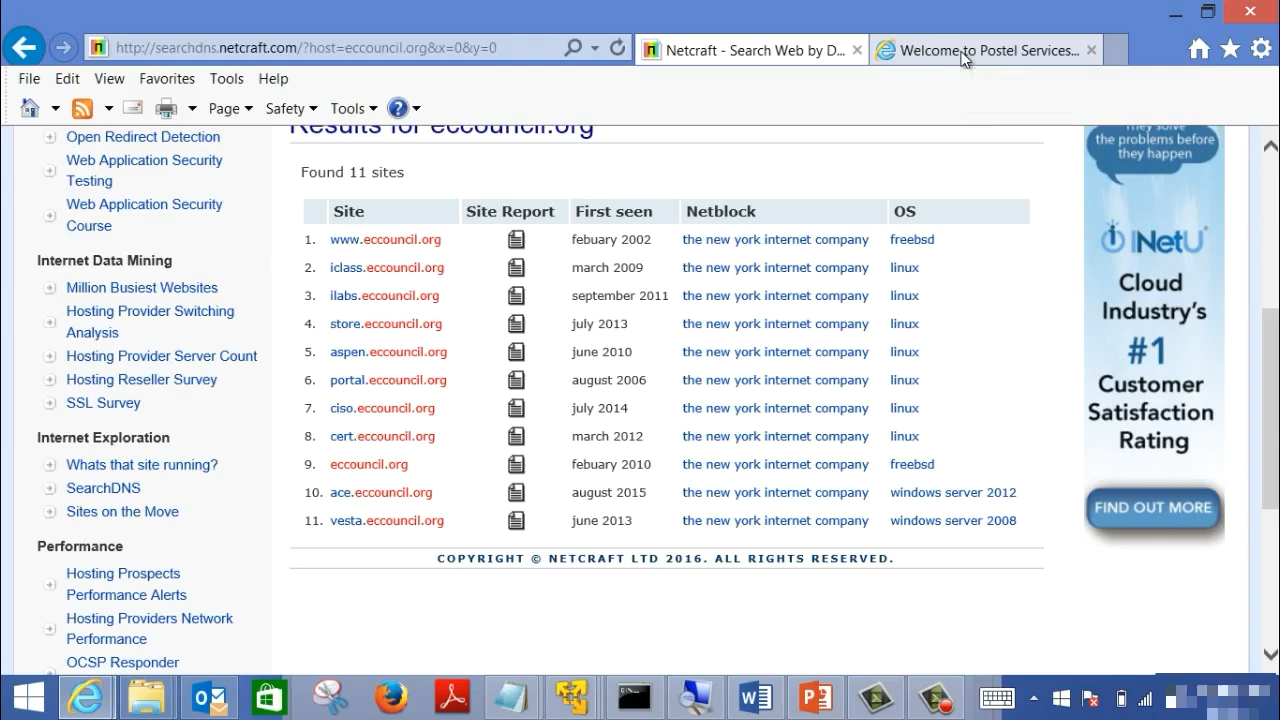 http://searchdns.netcraft.com/?host=eccouncil.org&x=0&y=0
Netcraft - Search Web by D...
Welcome to Postel Services...
File Edit View Favorites Tools Help
Page Safety Tools
Results for eccouncil.org
Found 11 sites
Site Site Report First seen Netblock OS
1. www.eccouncil.org febuary 2002 the new york internet company freebsd
2. iclass.eccouncil.org march 2009 the new york internet company linux
3. ilabs.eccouncil.org september 2011 the new york internet company linux
4. store.eccouncil.org july 2013 the new york internet company linux
5. aspen.eccouncil.org june 2010 the new york internet company linux
6. portal.eccouncil.org august 2006 the new york internet company linux
7. ciso.eccouncil.org july 2014 the new york internet company linux
8. cert.eccouncil.org march 2012 the new york internet company linux
9. eccouncil.org febuary 2010 the new york internet company freebsd
10. ace.eccouncil.org august 2015 the new york internet company windows server 2012
11. vesta.eccouncil.org june 2013 the new york internet company windows server 2008
COPYRIGHT © NETCRAFT LTD 2016. ALL RIGHTS RESERVED.
Open Redirect Detection
Web Application Security
Testing
Web Application Security
Course
Internet Data Mining
Million Busiest Websites
Hosting Provider Switching
Analysis
Hosting Provider Server Count
Hosting Reseller Survey
SSL Survey
Internet Exploration
Whats that site running?
SearchDNS
Sites on the Move
Performance
Hosting Prospects
Performance Alerts
Hosting Providers Network
Performance
OCSP Responder
They solve
the problems before
they happen
INetU
Cloud
Industry's
#1
Customer
Satisfaction
Rating
FIND OUT MORE